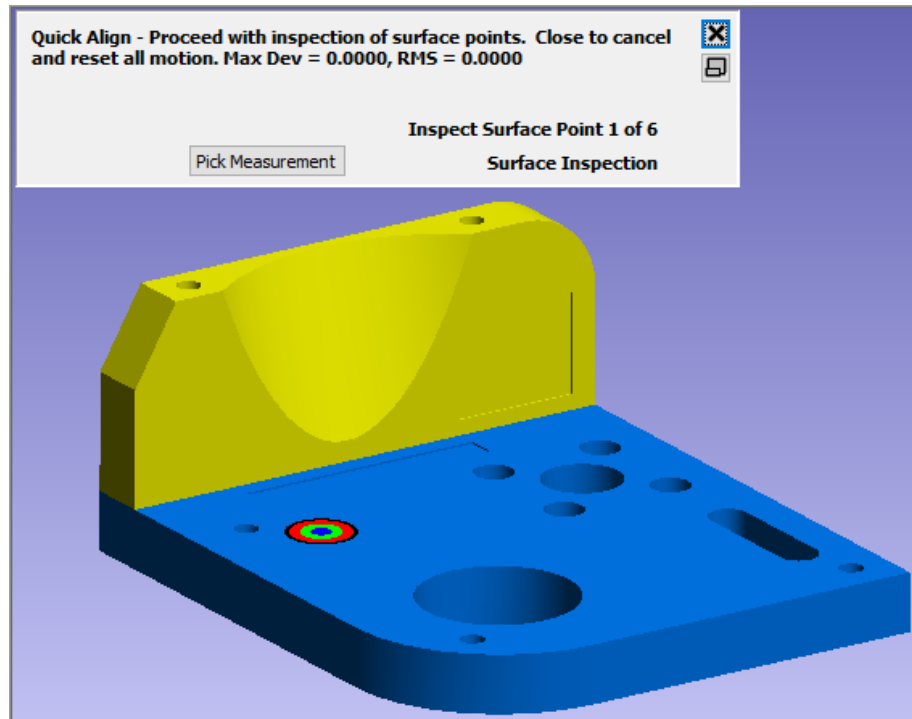 Quick Align - Proceed with inspection of surface points.  Close to cancel
and reset all motion. Max Dev = 0.0000, RMS = 0.0000
Inspect Surface Point 1 of 6
Pick Measurement
Surface Inspection